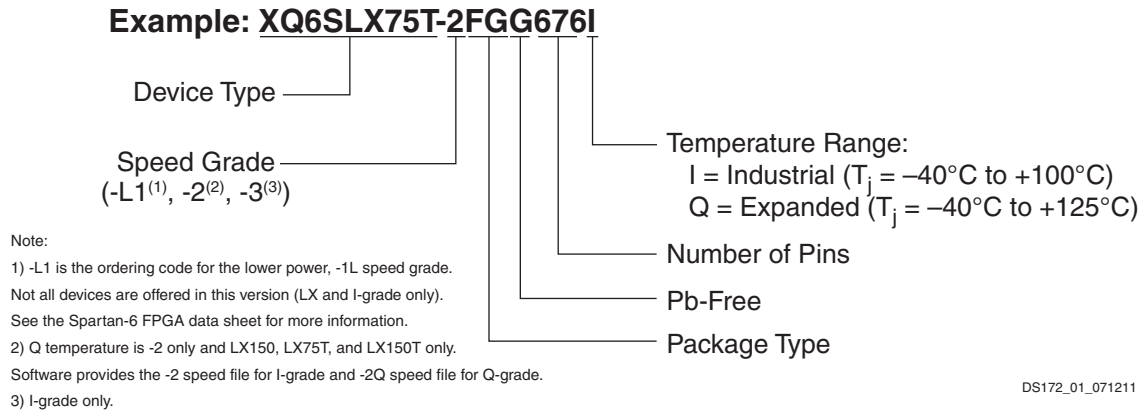 Example: XQ6SLX75T-2FGG676I
Device Type
Speed Grade
(-L1(1), -2(2), -3(3))
Temperature Range:
I = Industrial (Tj = –40°C to +100°C)
Q = Expanded (Tj = –40°C to +125°C)
Number of Pins
Pb-Free
Package Type
Note:
1) -L1 is the ordering code for the lower power, -1L speed grade.
Not all devices are offered in this version (LX and I-grade only).
See the Spartan-6 FPGA data sheet for more information.
2) Q temperature is -2 only and LX150, LX75T, and LX150T only.
Software provides the -2 speed file for I-grade and -2Q speed file for Q-grade.
3) I-grade only.
DS172_01_071211